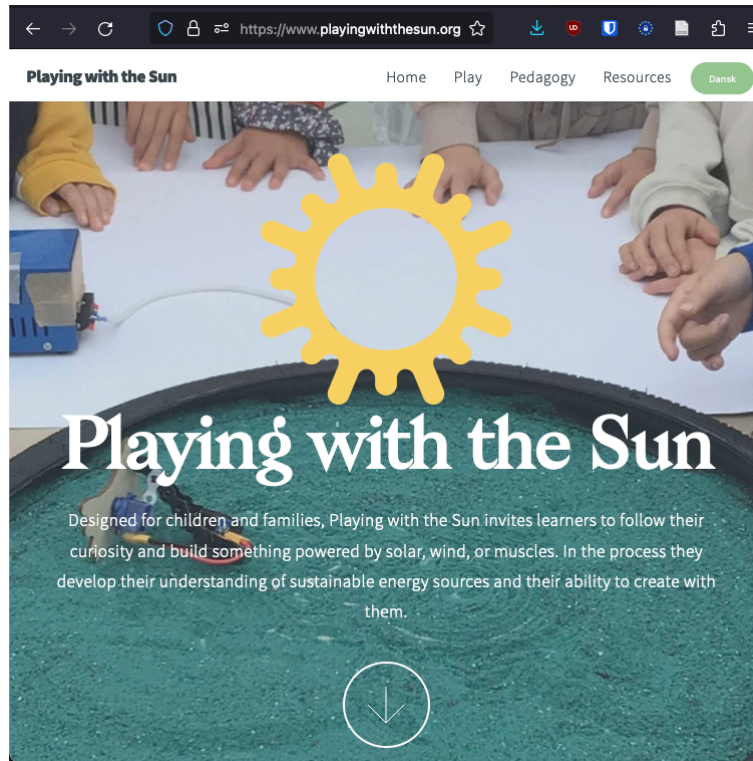 https://www.playingwiththesun.org
Playing with the Sun
Home
Play
Pedagogy
Resources
Dansk
Playing with the Sun
Designed for children and families, Playing with the Sun invites learners to follow their
curiosity and build something powered by solar, wind, or muscles. In the process they
develop their understanding of sustainable energy sources and their ability to create with
them.